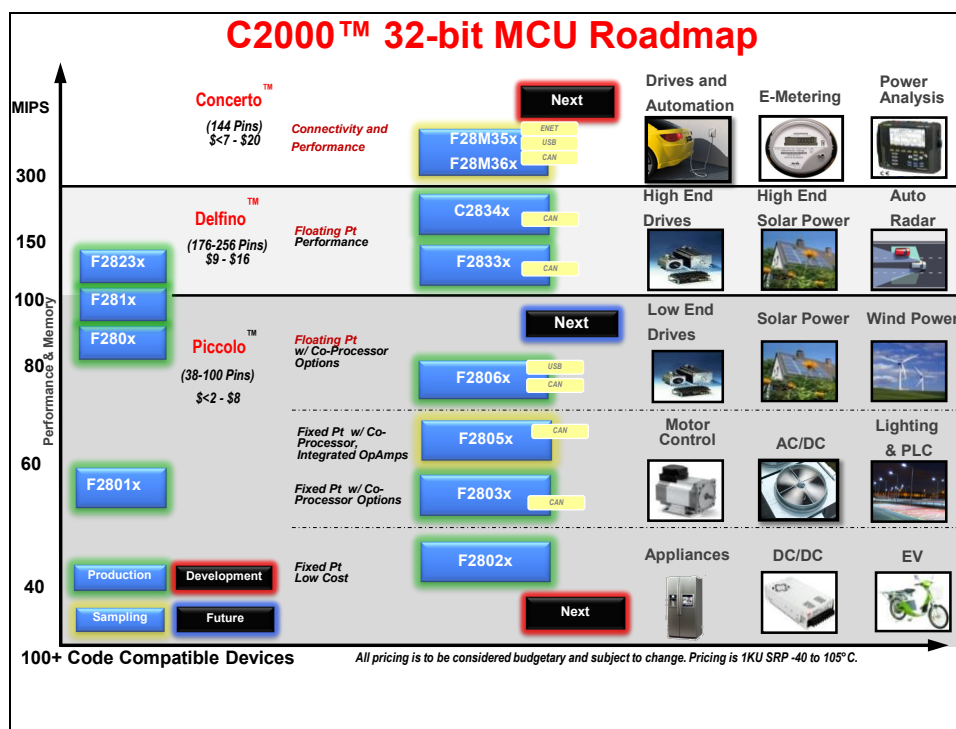 C2000™ 32-bit MCU Roadmap
MIPS
300
150
100
80
60
40
Performance & Memory
Concerto™
(144 Pins)
$<7 - $20
Connectivity and
Performance
Next
F28M35x
F28M36x
ENET
USB
CAN
Drives and
Automation
E-Metering
Power
Analysis
Delfino™
(176-256 Pins)
$9 - $16
Floating Pt
Performance
C2834x
CAN
F2833x
CAN
High End
Drives
High End
Solar Power
Auto
Radar
F2823x
F281x
F280x
F2801x
Piccolo™
(38-100 Pins)
$<2 - $8
Floating Pt
w/ Co-Processor
Options
Next
F2806x
USB
CAN
Low End
Drives
Solar Power
Wind Power
Fixed Pt w/ Co-
Processor,
Integrated OpAmps
F2805x
CAN
Fixed Pt w/ Co-
Processor Options
F2803x
CAN
Motor
Control
AC/DC
Lighting
& PLC
Fixed Pt
Low Cost
F2802x
Next
Appliances
DC/DC
EV
Production
Development
Sampling
Future
100+ Code Compatible Devices
All pricing is to be considered budgetary and subject to change. Pricing is 1KU SRP -40 to 105°C.